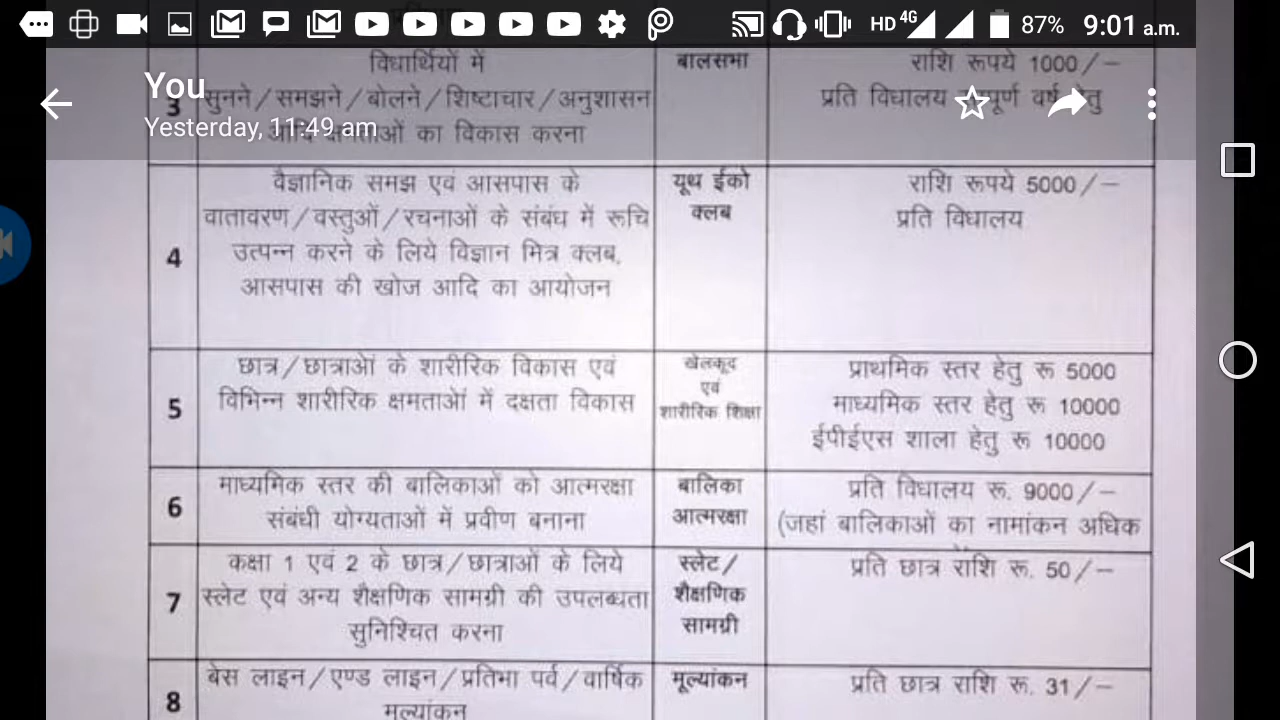 HD 4G 87% 9:01 a.m.
You
Yesterday, 11:49 am
विधार्थियों में
3 सुनने/समझने/बोलने/शिष्टाचार/अनुशासन
आदि क्षमताओं का विकास करना
बालसभा
राशि रूपये 1000/–
प्रति विधालय हेतु
4
वैज्ञानिक समझ एवं आसपास के
वातावरण/वस्तुओं/रचनाओं के संबंध में रूचि
उत्पन्न करने के लिये विज्ञान मित्र क्लब,
आसपास की खोज आदि का आयोजन
यूथ ईको
क्लब
राशि रूपये 5000/–
प्रति विधालय
5
छात्र/छात्राओं के शारीरिक विकास एवं
विभिन्न शारीरिक क्षमताओं में दक्षता विकास
खेलकूद
एवं
शारीरिक शिक्षा
प्राथमिक स्तर हेतु रू 5000
माध्यमिक स्तर हेतु रू 10000
ईपीईएस शाला हेतु रू 10000
6
माध्यमिक स्तर की बालिकाओं को आत्मरक्षा
संबंधी योग्यताओं में प्रवीण बनाना
बालिका
आत्मरक्षा
प्रति विधालय रू. 9000/–
(जहां बालिकाओं का नामांकन अधिक
7
कक्षा 1 एवं 2 के छात्र/छात्राओं के लिये
स्लेट एवं अन्य शैक्षणिक सामग्री की उपलब्धता
सुनिश्चित करना
स्लेट/
शैक्षणिक
सामग्री
प्रति छात्र राशि रू. 50/–
8
बेस लाइन/एण्ड लाइन/प्रतिभा पर्व/वार्षिक
मूल्यांकन
मूल्यांकन
प्रति छात्र राशि रू. 31/–